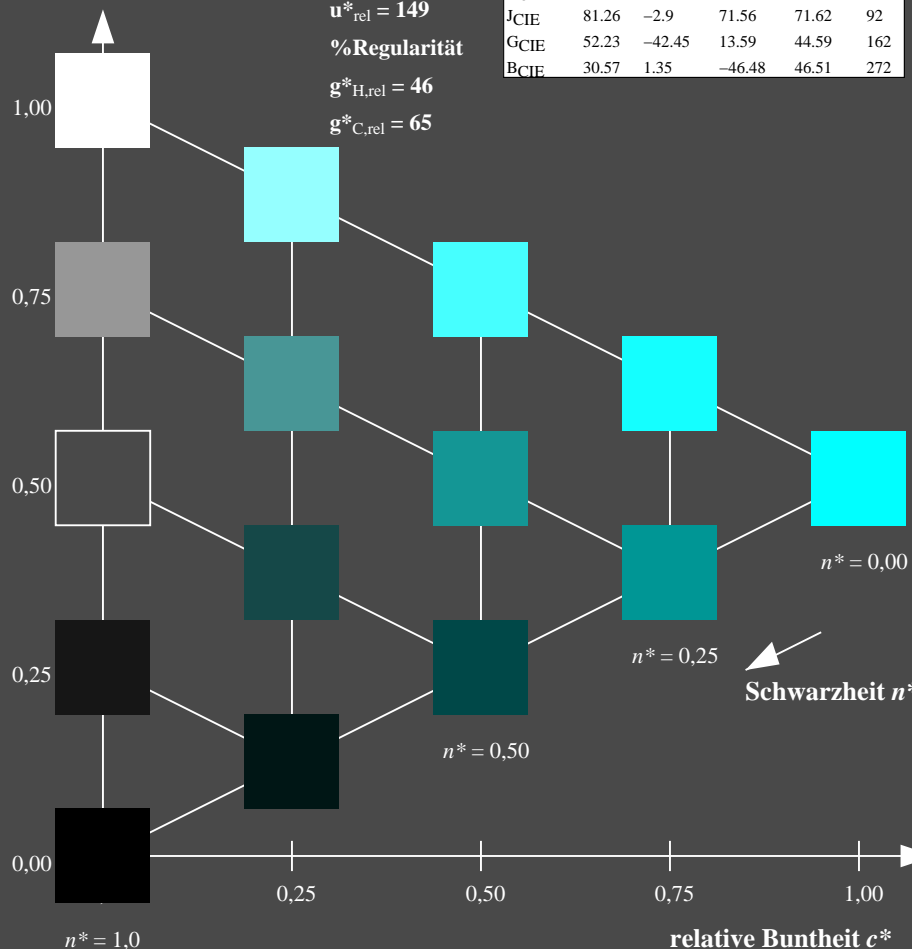 u*rel = 149
%Regularität
g*H,rel = 46
g*C,rel = 65
JCIE 81.26 −2.9 71.56 71.62 92
GCIE 52.23 −42.45 13.59 44.59 162
BCIE 30.57 1.35 −46.48 46.51 272
1,00
0,75
0,50
n* = 0,00
n* = 0,25
0,25
Schwarzheit n*
n* = 0,50
0,00
0,25 0,50 0,75 1,00
n* = 1,0
relative Buntheit c*